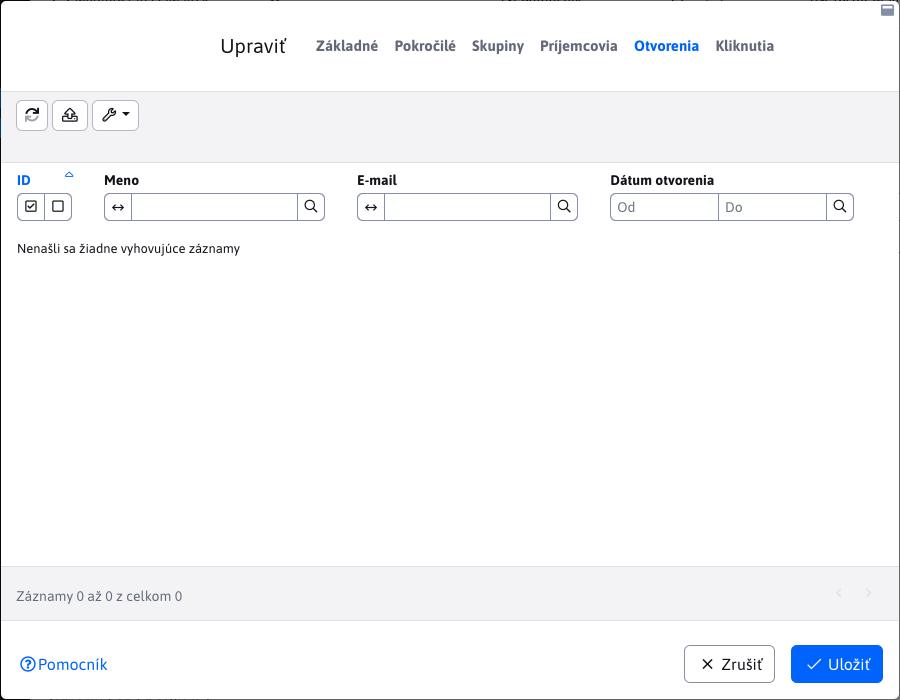 Upraviť Základné Pokročilé Skupiny Príjemcovia Otvorenia Kliknutia
ID Meno E-mail Dátum otvorenia
Od Do
Nenašli sa žiadne vyhovujúce záznamy
Záznamy 0 až 0 z celkom 0
Pomocník Zrušiť Uložiť